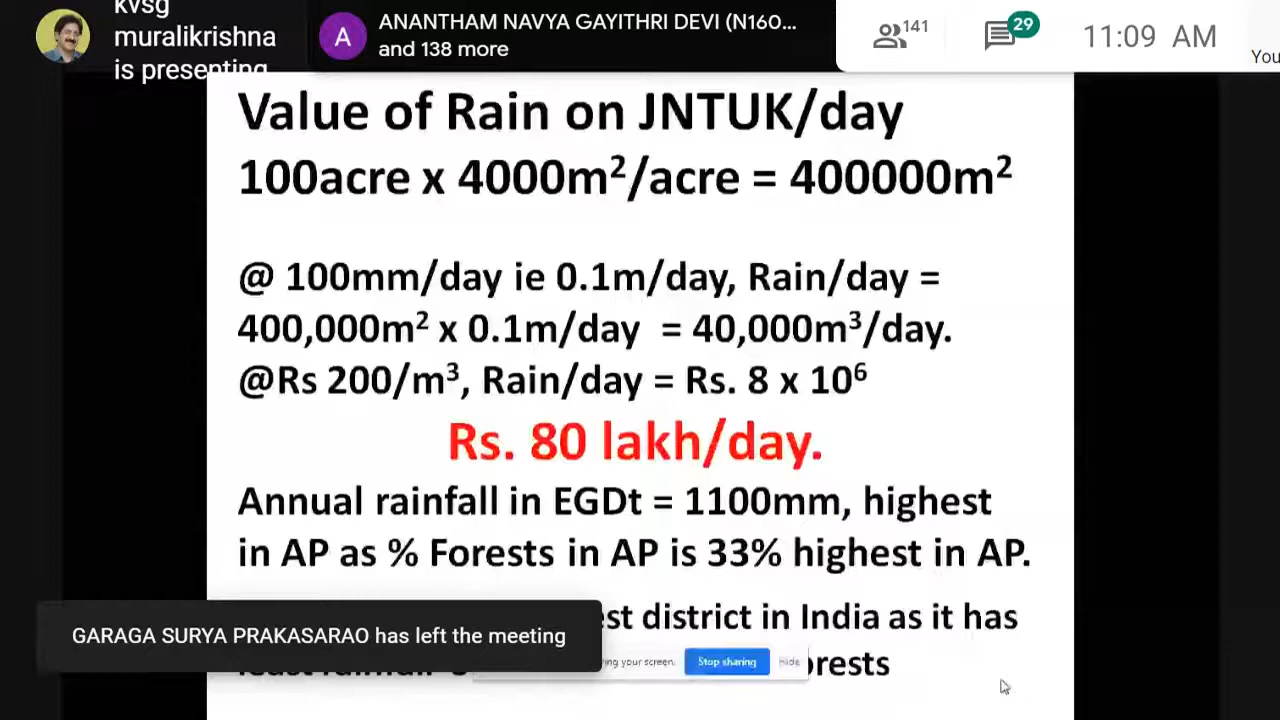 kvsg
muralikrishna
is presenting
A
ANANTHAM NAVYA GAYITHRI DEVI (N160...
and 138 more
141
29
11:09 AM
You
Value of Rain on JNTUK/day
100acre x 4000m²/acre = 400000m²
@ 100mm/day ie 0.1m/day, Rain/day =
400,000m² x 0.1m/day = 40,000m³/day.
@Rs 200/m³, Rain/day = Rs. 8 x 10⁶
Rs. 80 lakh/day.
Annual rainfall in EGDt = 1100mm, highest
in AP as % Forests in AP is 33% highest in AP.
district in India as it has
GARAGA SURYA PRAKASARAO has left the meeting
your screen.
Stop sharing
Hide